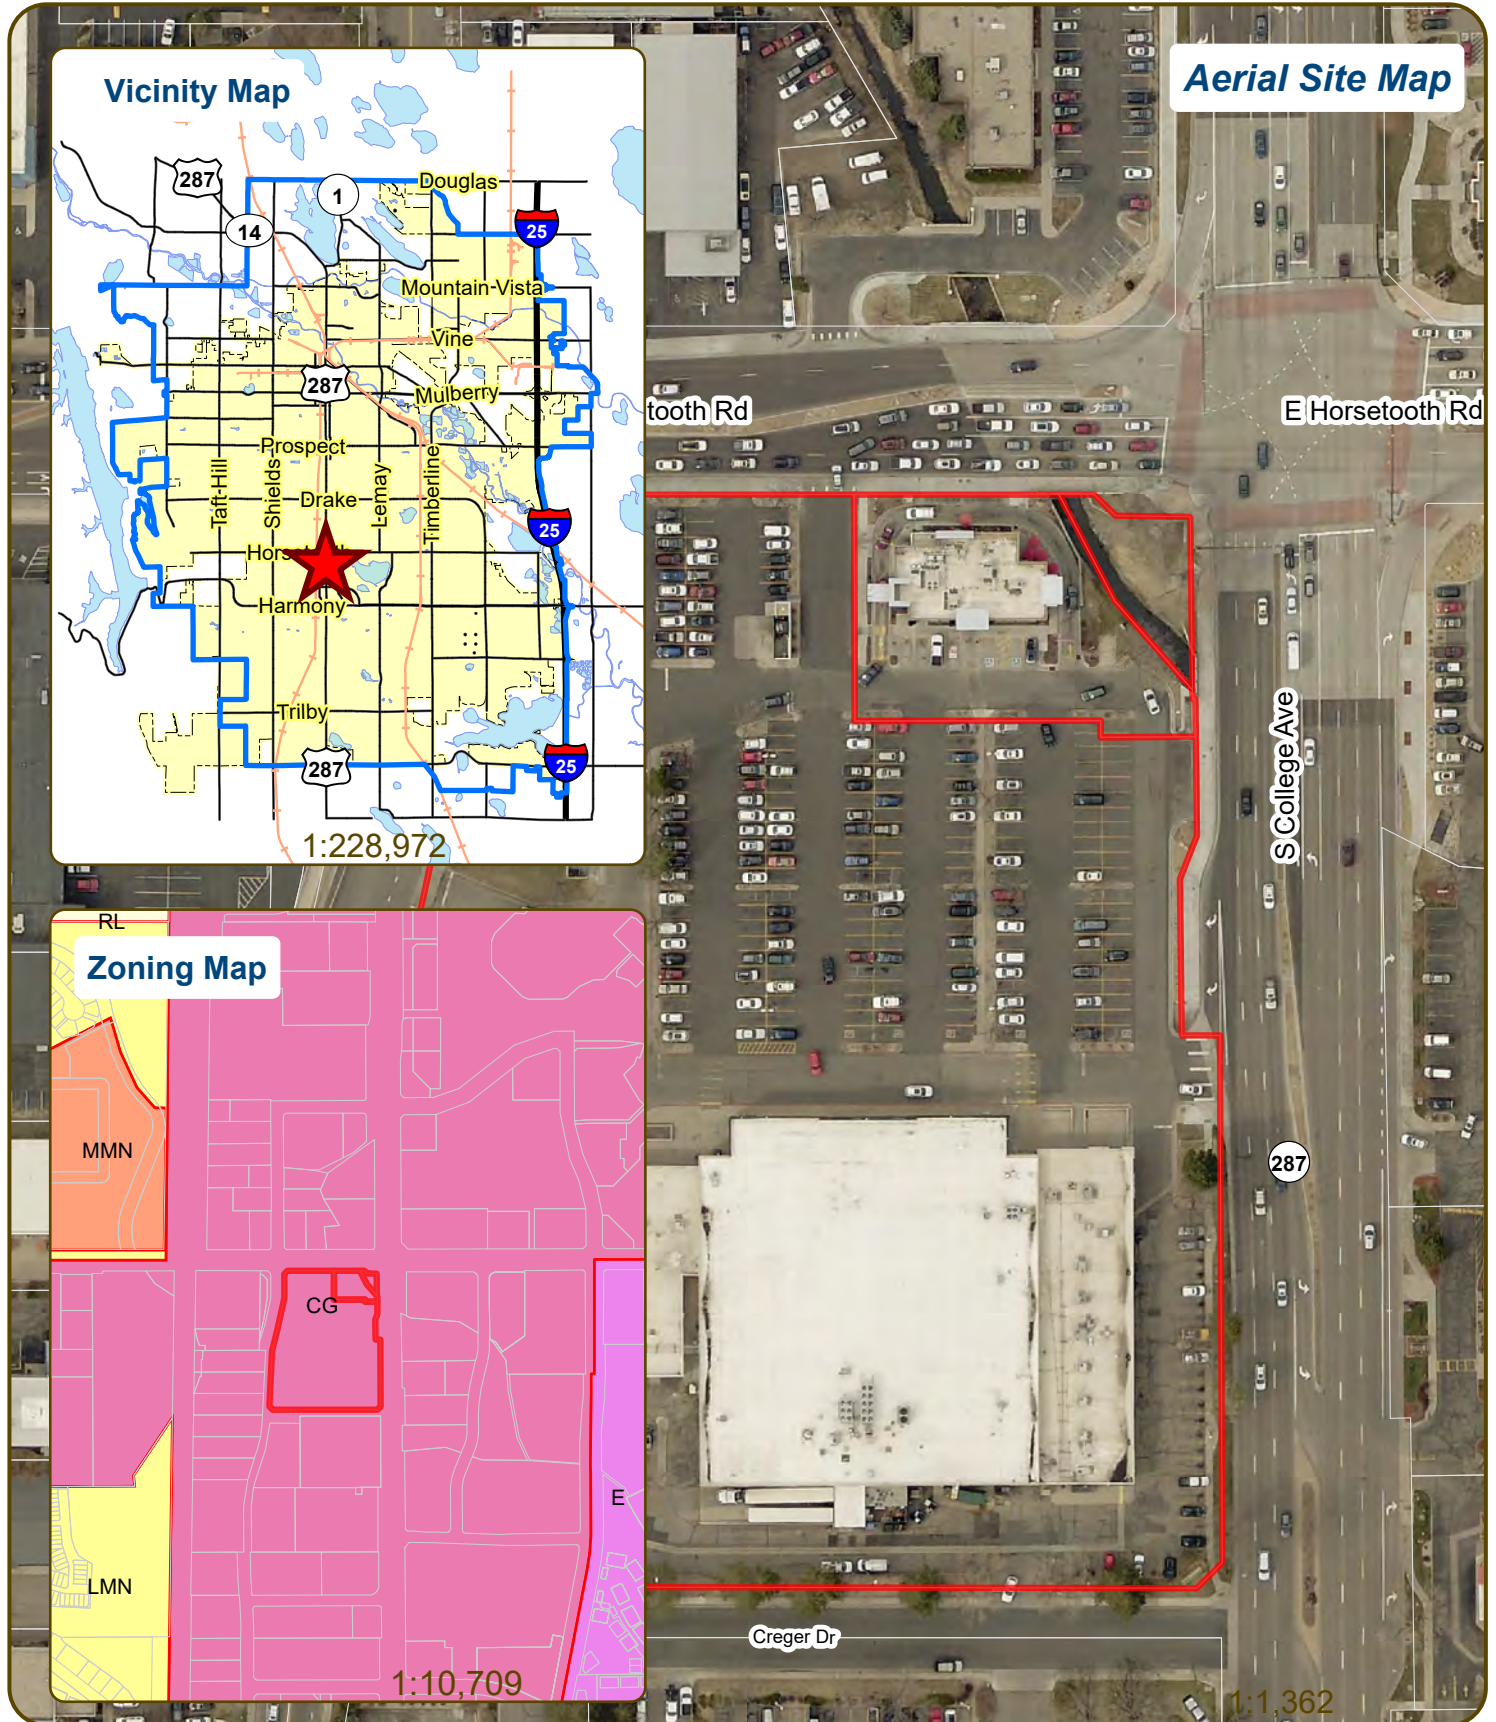 Vicinity Map
Aerial Site Map
287
1
14
Douglas
25
Mountain Vista
Vine
287
Mulberry
Prospect
Taft Hill
Shields
Lemay
Timberline
Drake
25
Harmony
Trilby
287
25
1:228,972
tooth Rd
E Horsetooth Rd
S College Ave
287
Creger Dr
1:1,362
Zoning Map
RL
MMN
CG
E
LMN
1:10,709